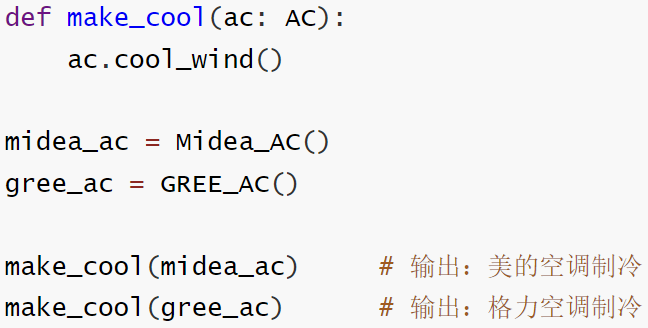 def make_cool(ac: AC):
    ac.cool_wind()
midea_ac = Midea_AC()
gree_ac = GREE_AC()
make_cool(midea_ac)     # 输出：美的空调制冷
make_cool(gree_ac)      # 输出：格力空调制冷